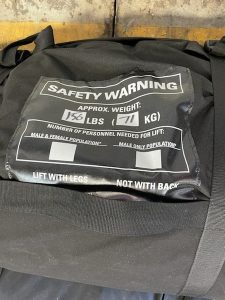 SAFETY WARNING
APPROX. WEIGHT:
156 LBS ( 71 KG)
NUMBER OF PERSONNEL NEEDED FOR LIFT:
MALE & FEMALE POPULATION* MALE ONLY POPULATION*
LIFT WITH LEGS NOT WITH BACK